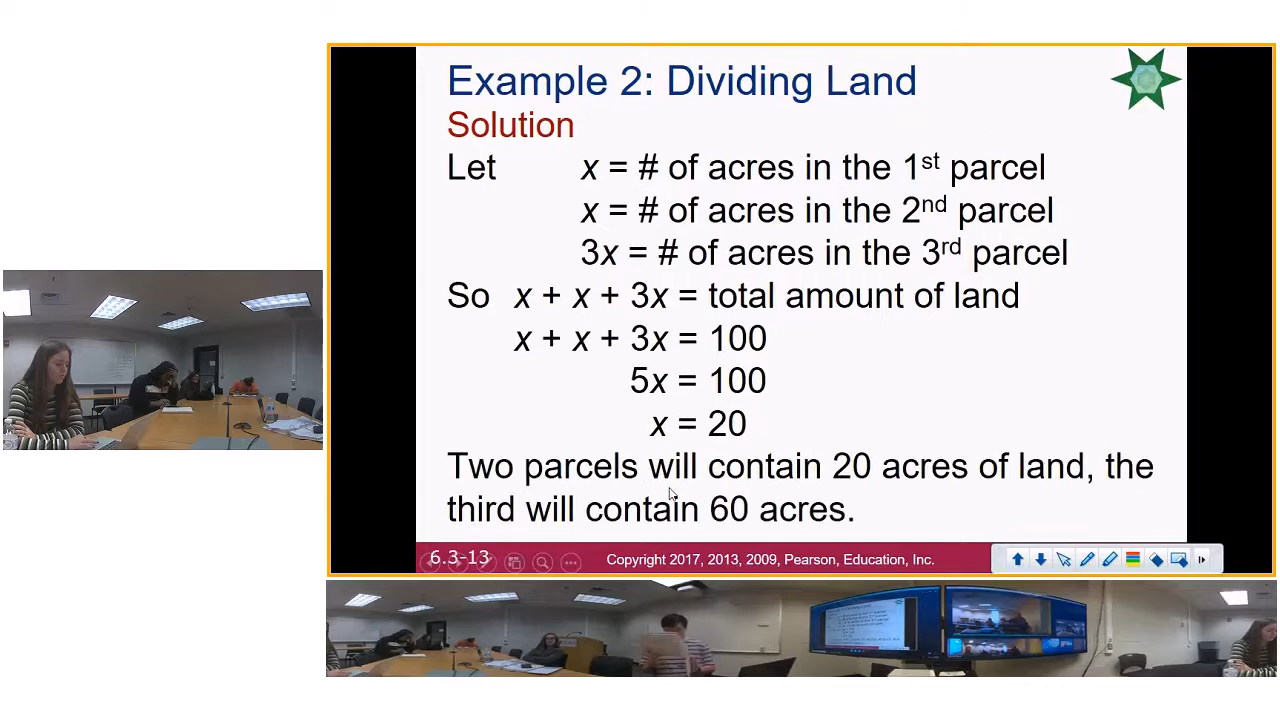 Example 2: Dividing Land
Solution
Let x = # of acres in the 1st parcel
x = # of acres in the 2nd parcel
3x = # of acres in the 3rd parcel
So x + x + 3x = total amount of land
x + x + 3x = 100
5x = 100
x = 20
Two parcels will contain 20 acres of land, the
third will contain 60 acres.
6.3-13
Copyright 2017, 2013, 2009, Pearson, Education, Inc.